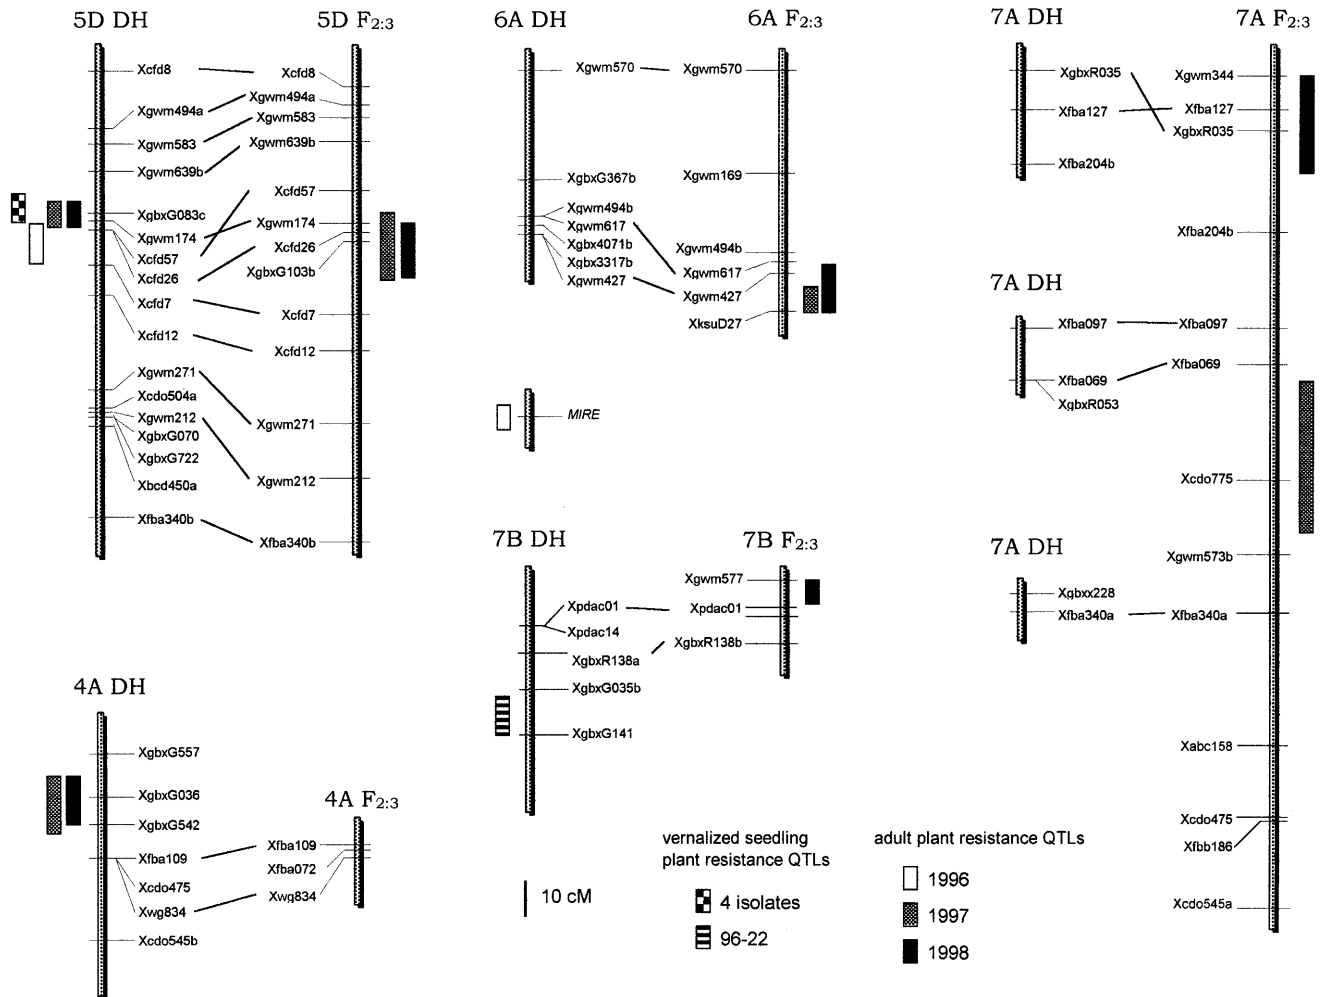 5D DH
5D F2:3
Xcfd8
Xgwm494a
Xgwm583
Xgwm639b
XgbxG083c
Xgwm174
Xcfd57
Xcfd26
Xcfd7
Xcfd12
Xgwm271
Xcdo504a
Xgwm212
XgbxG070
XgbxG722
Xbcd450a
Xfba340b
Xcfd8
Xgwm494a
Xgwm583
Xgwm639b
Xcfd57
Xgwm174
Xcfd26
XgbxG103b
Xcfd7
Xcfd12
Xgwm271
Xgwm212
Xfba340b
6A DH
6A F2:3
Xgwm570
XgbxG367b
Xgwm494b
Xgwm617
Xgbx4071b
Xgbx3317b
Xgwm427
MIRE
Xgwm570
Xgwm169
Xgwm494b
Xgwm617
Xgwm427
XksuD27
7A DH
7A F2:3
XgbxR035
Xfba127
Xfba204b
7A DH
Xfba097
Xfba069
XgbxR053
7A DH
Xgbxx228
Xfba340a
Xgwm344
Xfba127
XgbxR035
Xfba204b
Xfba097
Xfba069
Xcdo775
Xgwm573b
Xfba340a
Xabc158
Xcdo475
Xfbb186
Xcdo545a
7B DH
7B F2:3
Xpdac01
Xpdac14
XgbxR138a
XgbxG035b
XgbxG141
Xgwm577
Xpdac01
XgbxR138b
4A DH
XgbxG557
XgbxG036
XgbxG542
Xfba109
Xcdo475
Xwg834
Xcdo545b
4A F2:3
Xfba109
Xfba072
Xwg834
10 cM
vernalized seedling
plant resistance QTLs
4 isolates
96-22
adult plant resistance QTLs
1996
1997
1998